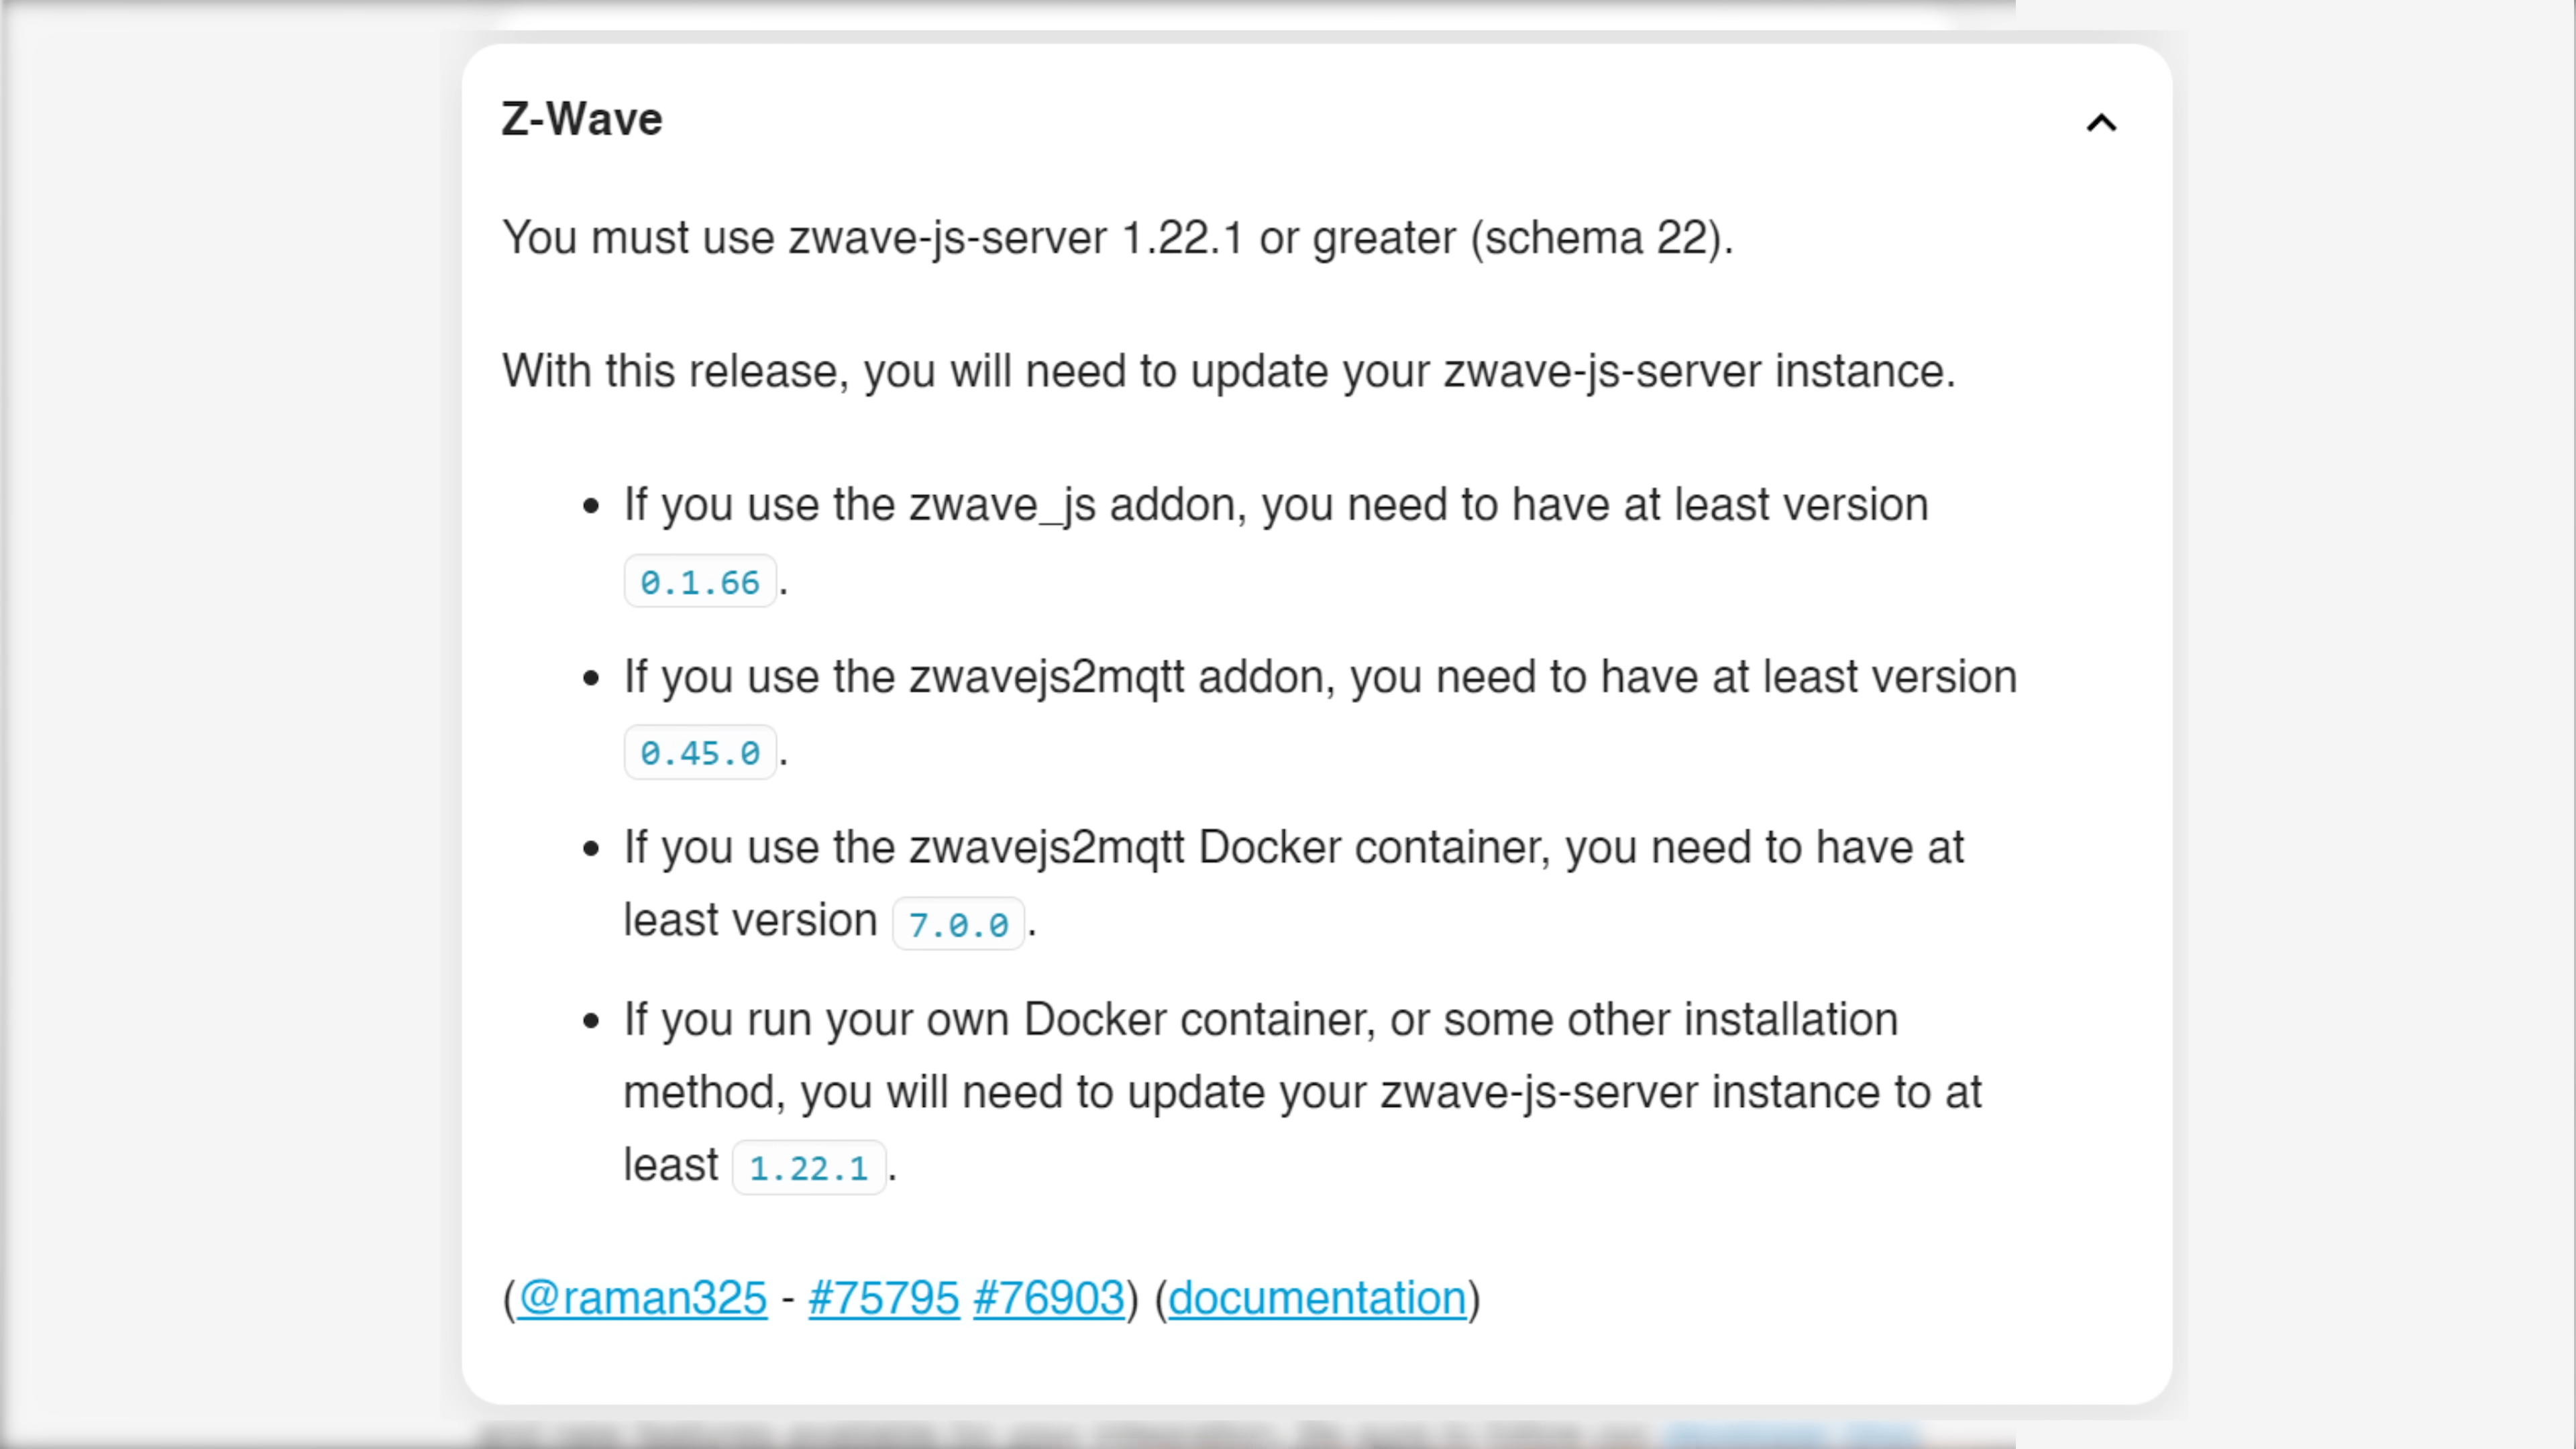 Z-Wave
You must use zwave-js-server 1.22.1 or greater (schema 22).
With this release, you will need to update your zwave-js-server instance.
• If you use the zwave_js addon, you need to have at least version
0.1.66.
• If you use the zwavejs2mqtt addon, you need to have at least version
0.45.0.
• If you use the zwavejs2mqtt Docker container, you need to have at
least version 7.0.0.
• If you run your own Docker container, or some other installation
method, you will need to update your zwave-js-server instance to at
least 1.22.1.
(@raman325 - #75795 #76903) (documentation)